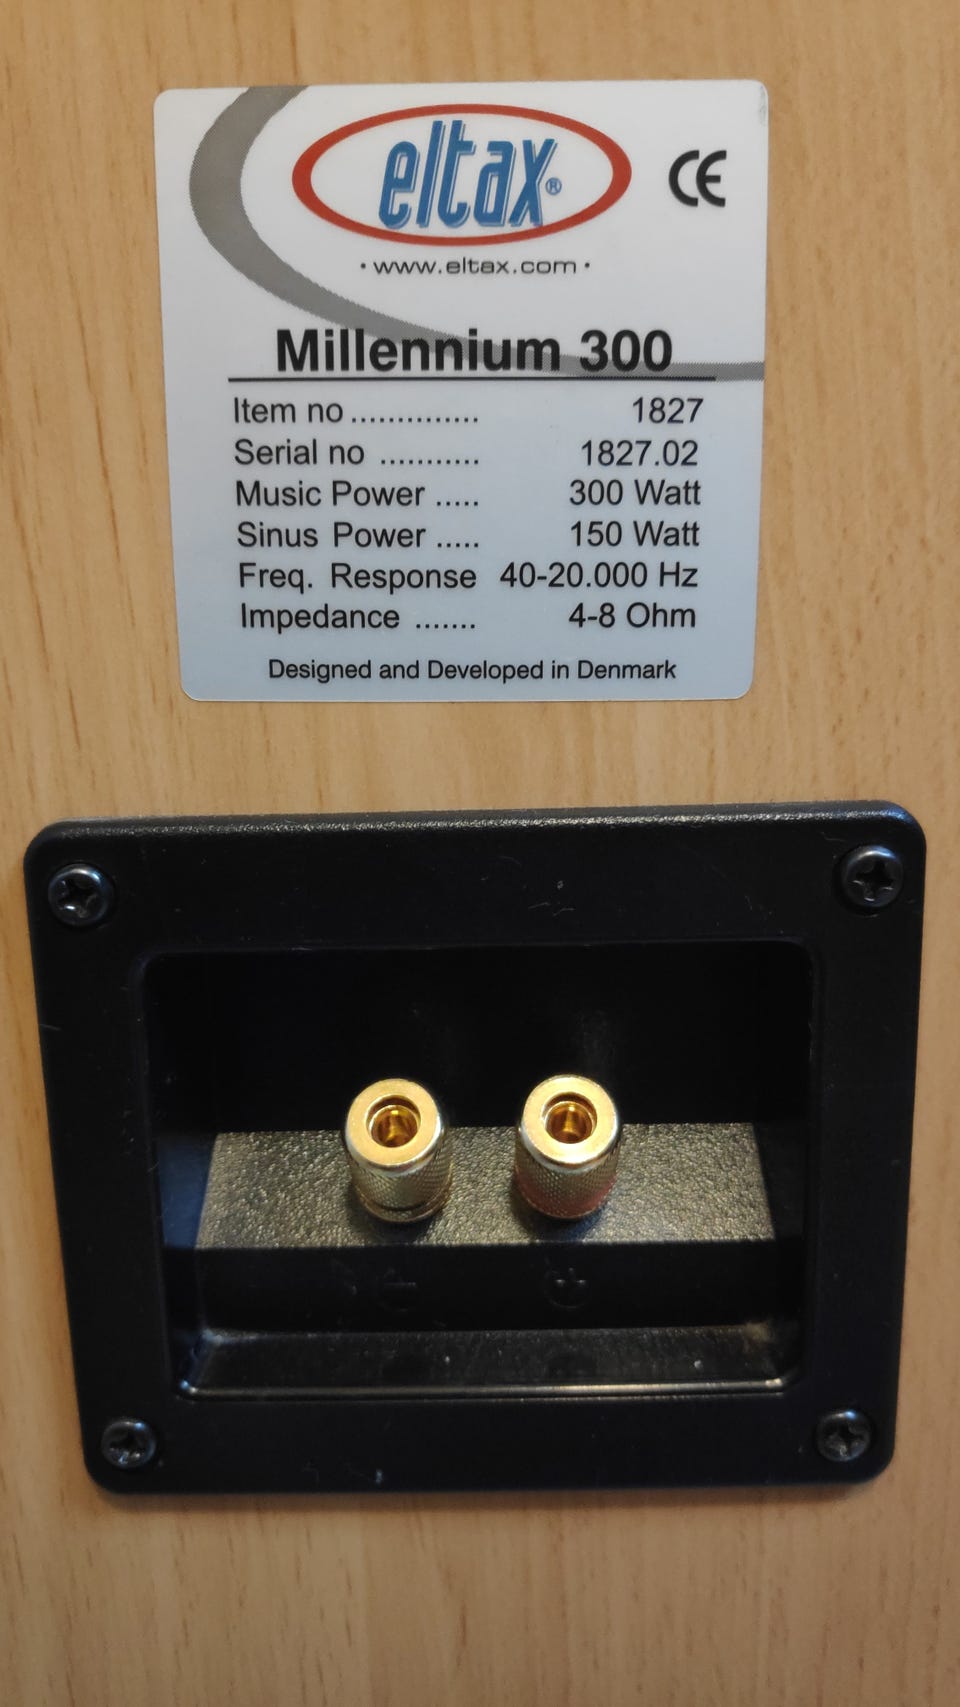 eltax®
CE
• www.eltax.com •
Millennium 300
Item no .............. 1827
Serial no ........... 1827.02
Music Power ..... 300 Watt
Sinus Power ..... 150 Watt
Freq. Response 40-20.000 Hz
Impedance ....... 4-8 Ohm
Designed and Developed in Denmark